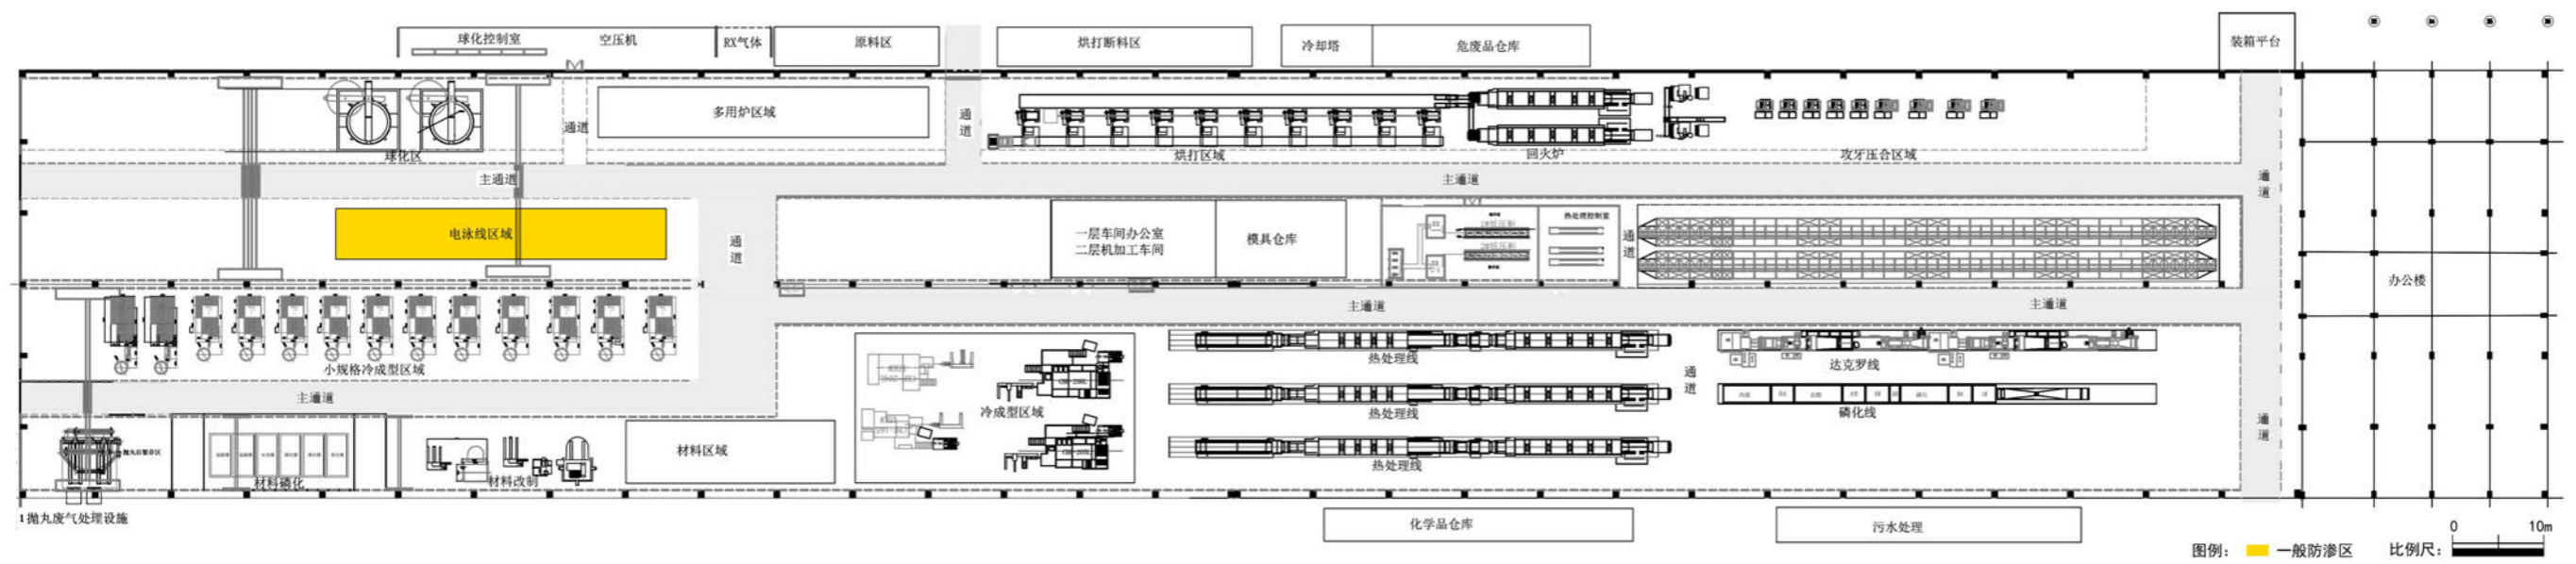 球化控制室
空压机
RX气体
原料区
烘打断料区
冷却塔
危废品仓库
装箱平台
多用炉区域
通道
通道
球化区
烘打区域
回火炉
攻牙压合区域
主通道
主通道
通道
电泳线区域
通道
一层车间办公室
二层机加工车间
模具仓库
热处理控制室
通道
办公楼
主通道
主通道
小规格冷成型区域
热处理线
达克罗线
通道
主通道
冷成型区域
热处理线
磷化线
通道
抛丸后暂存区
材料区域
热处理线
材料磷化
材料改制
1抛丸废气处理设施
化学品仓库
污水处理
图例：
一般防渗区
比例尺：
0
10m